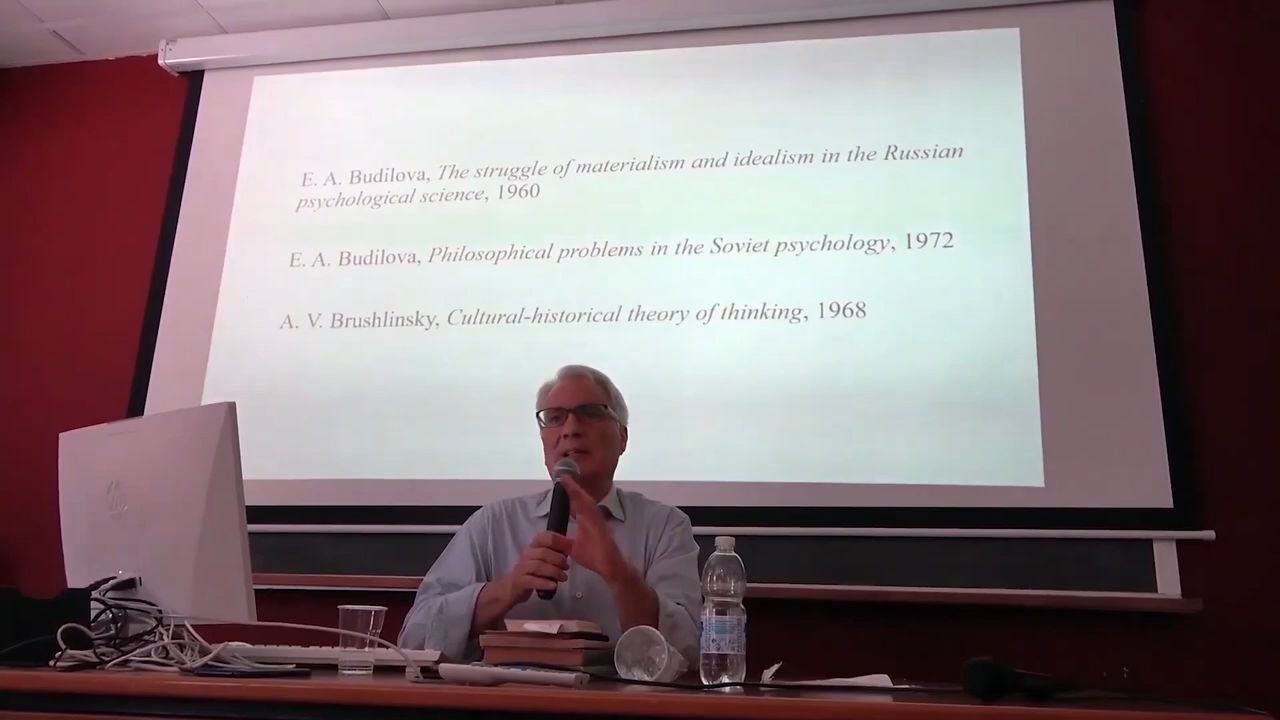 E. A. Budilova, The struggle of materialism and idealism in the Russian
psychological science, 1960
E. A. Budilova, Philosophical problems in the Soviet psychology, 1972
A. V. Brushlinsky, Cultural-historical theory of thinking, 1968
hp